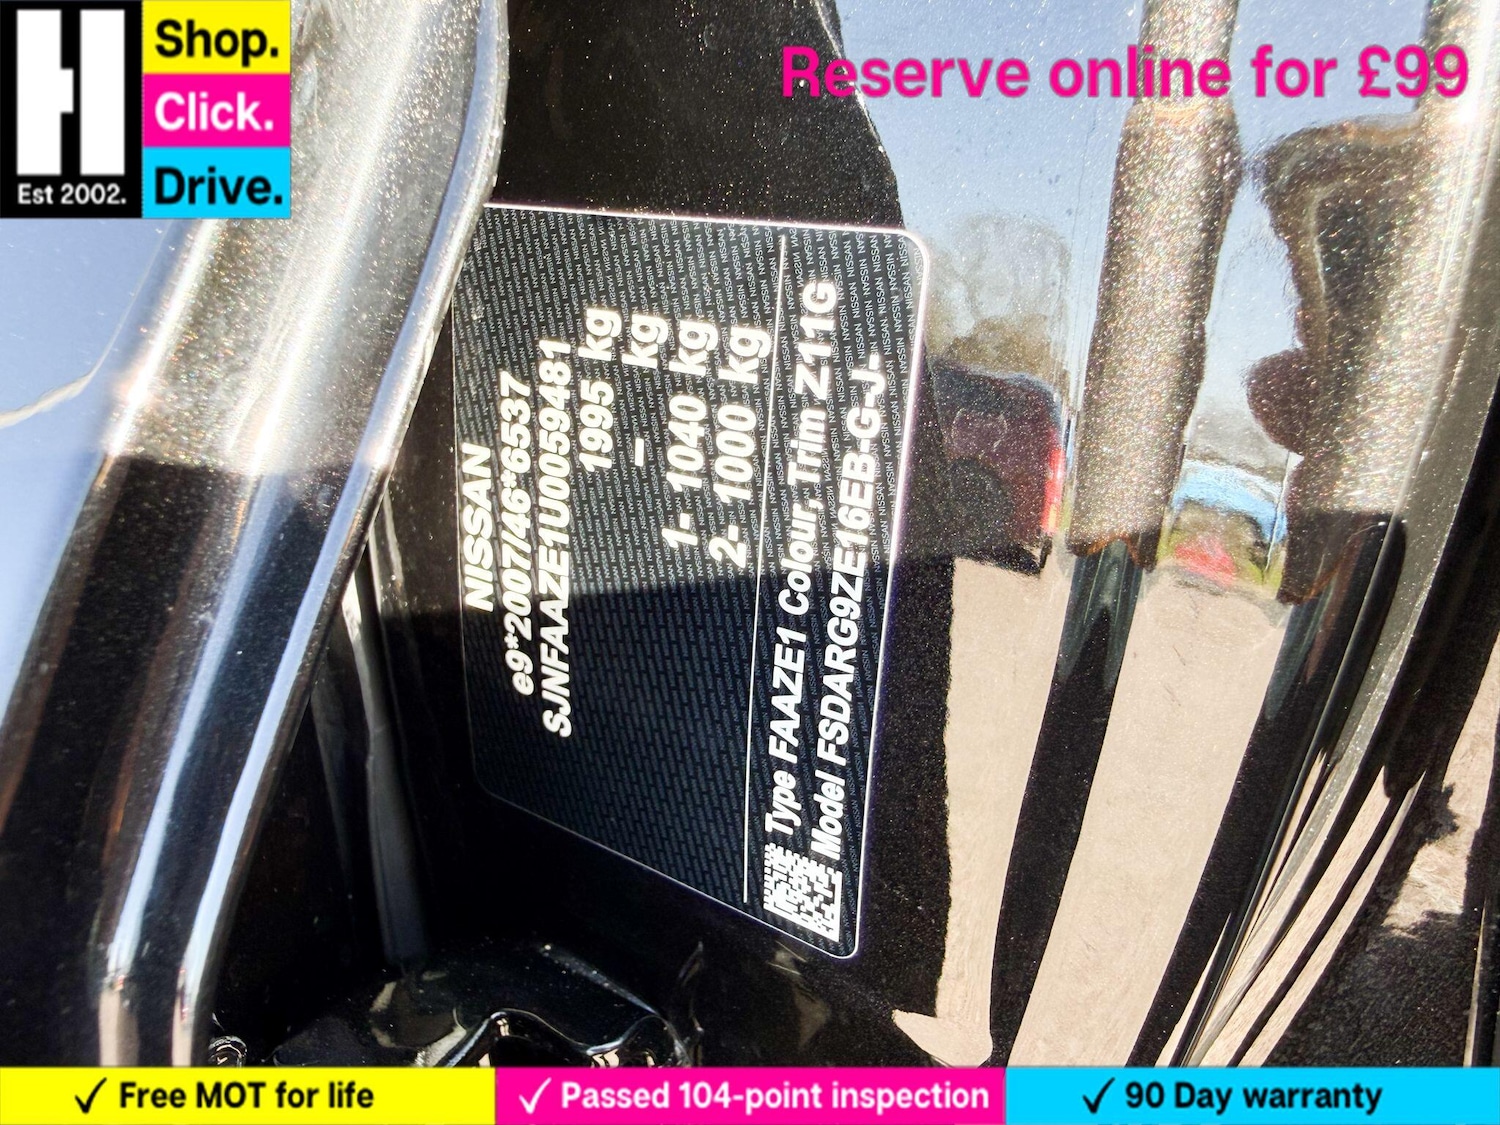 Shop.
Click.
Drive.
Est 2002.
Reserve online for £99
NISSAN
e9*2007/46*6537
SJNFAAZE1U0059481
1995 kg
– kg
1- 1040 kg
2- 1000 kg
Type FAAZE1 Colour,Trim Z11G
Model FSDARG9ZE16EB-G-J-
✓ Free MOT for life
✓ Passed 104-point inspection
✓ 90 Day warranty